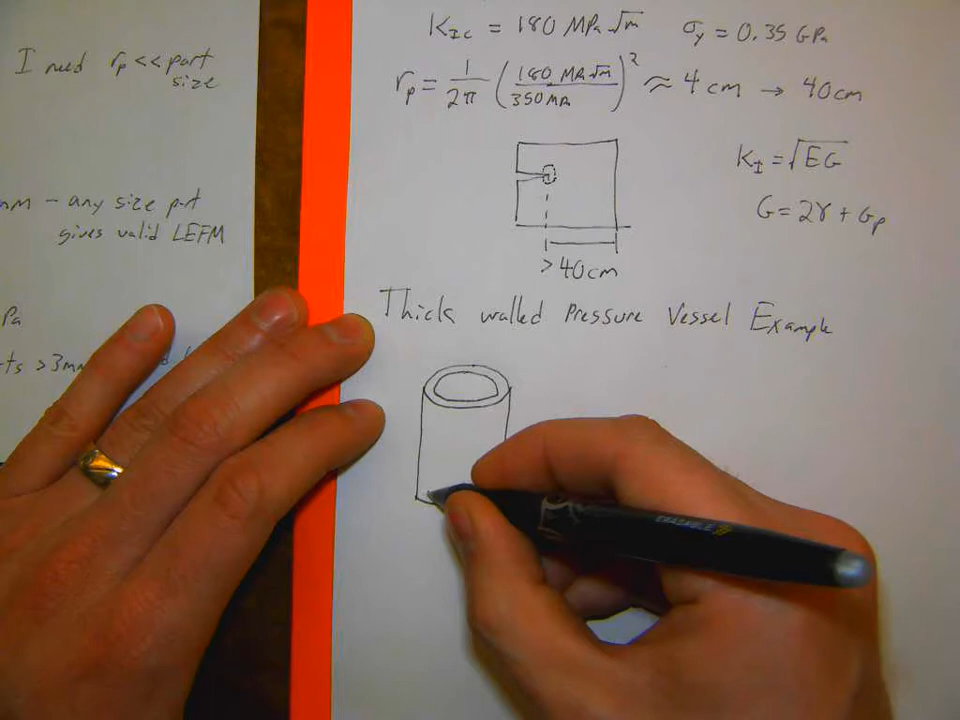 I need rp << part
size
nm - any size part
gives valid LEFM
Pa
ts > 3mm
KIc = 180 MPa √m σy = 0.35 GPa
rp = 1/2π (180 MPa √m / 350 MPa)² ≈ 4 cm → 40cm
KI = √EG
G = 2γ + Gp
> 40cm
Thick walled Pressure Vessel Example
ERASABLE